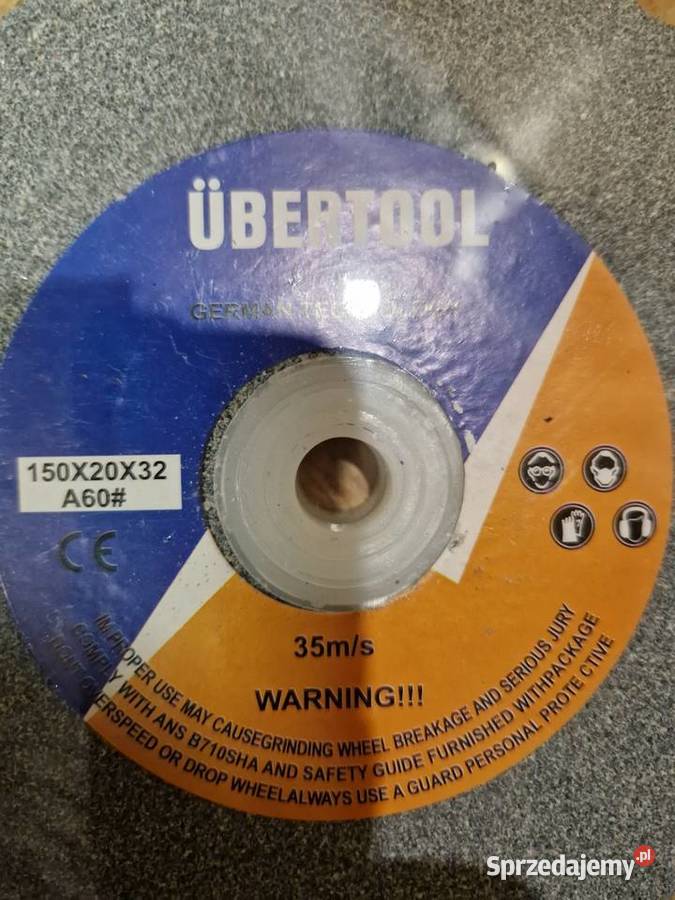 ÜBERTOOL
GERMAN
150X20X32
A60#
CE
35m/s
WARNING!!!
IMPROPER USE MAY CAUSEGRINDING WHEEL BREAKAGE AND SERIOUS JURY
COMPLY WITH ANS B710SHA AND SAFETY GUIDE FURNISHED WITHPACKAGE
OVERSPEED OR DROP WHEELALWAYS USE A GUARD PERSONAL PROTE CTIVE
Sprzedajemy.pl